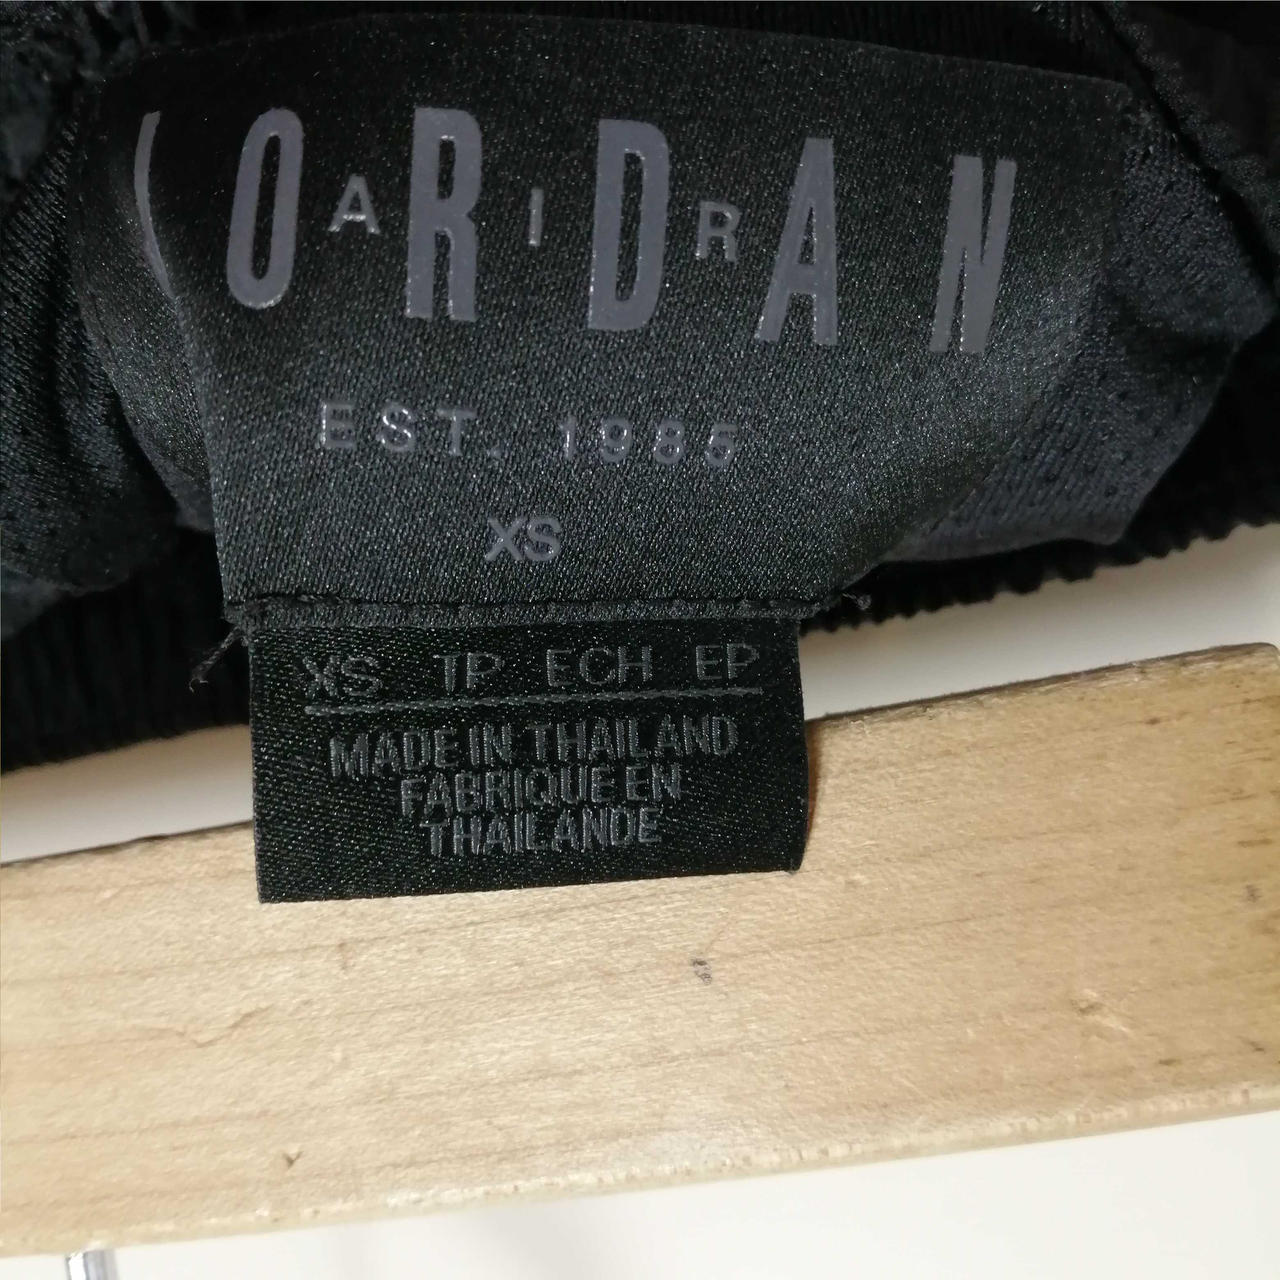 JORDAN
AIR
EST. 1985
XS
XS TP ECH EP
MADE IN THAILAND
FABRIQUE EN
THAILANDE